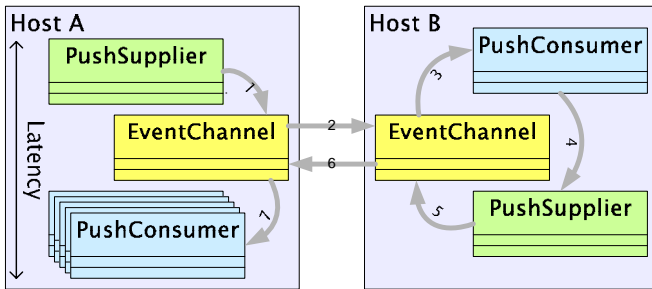 Host A
Host B
PushSupplier
PushConsumer
1
3
EventChannel
2
EventChannel
Latency
6
4
7
5
PushConsumer
PushSupplier